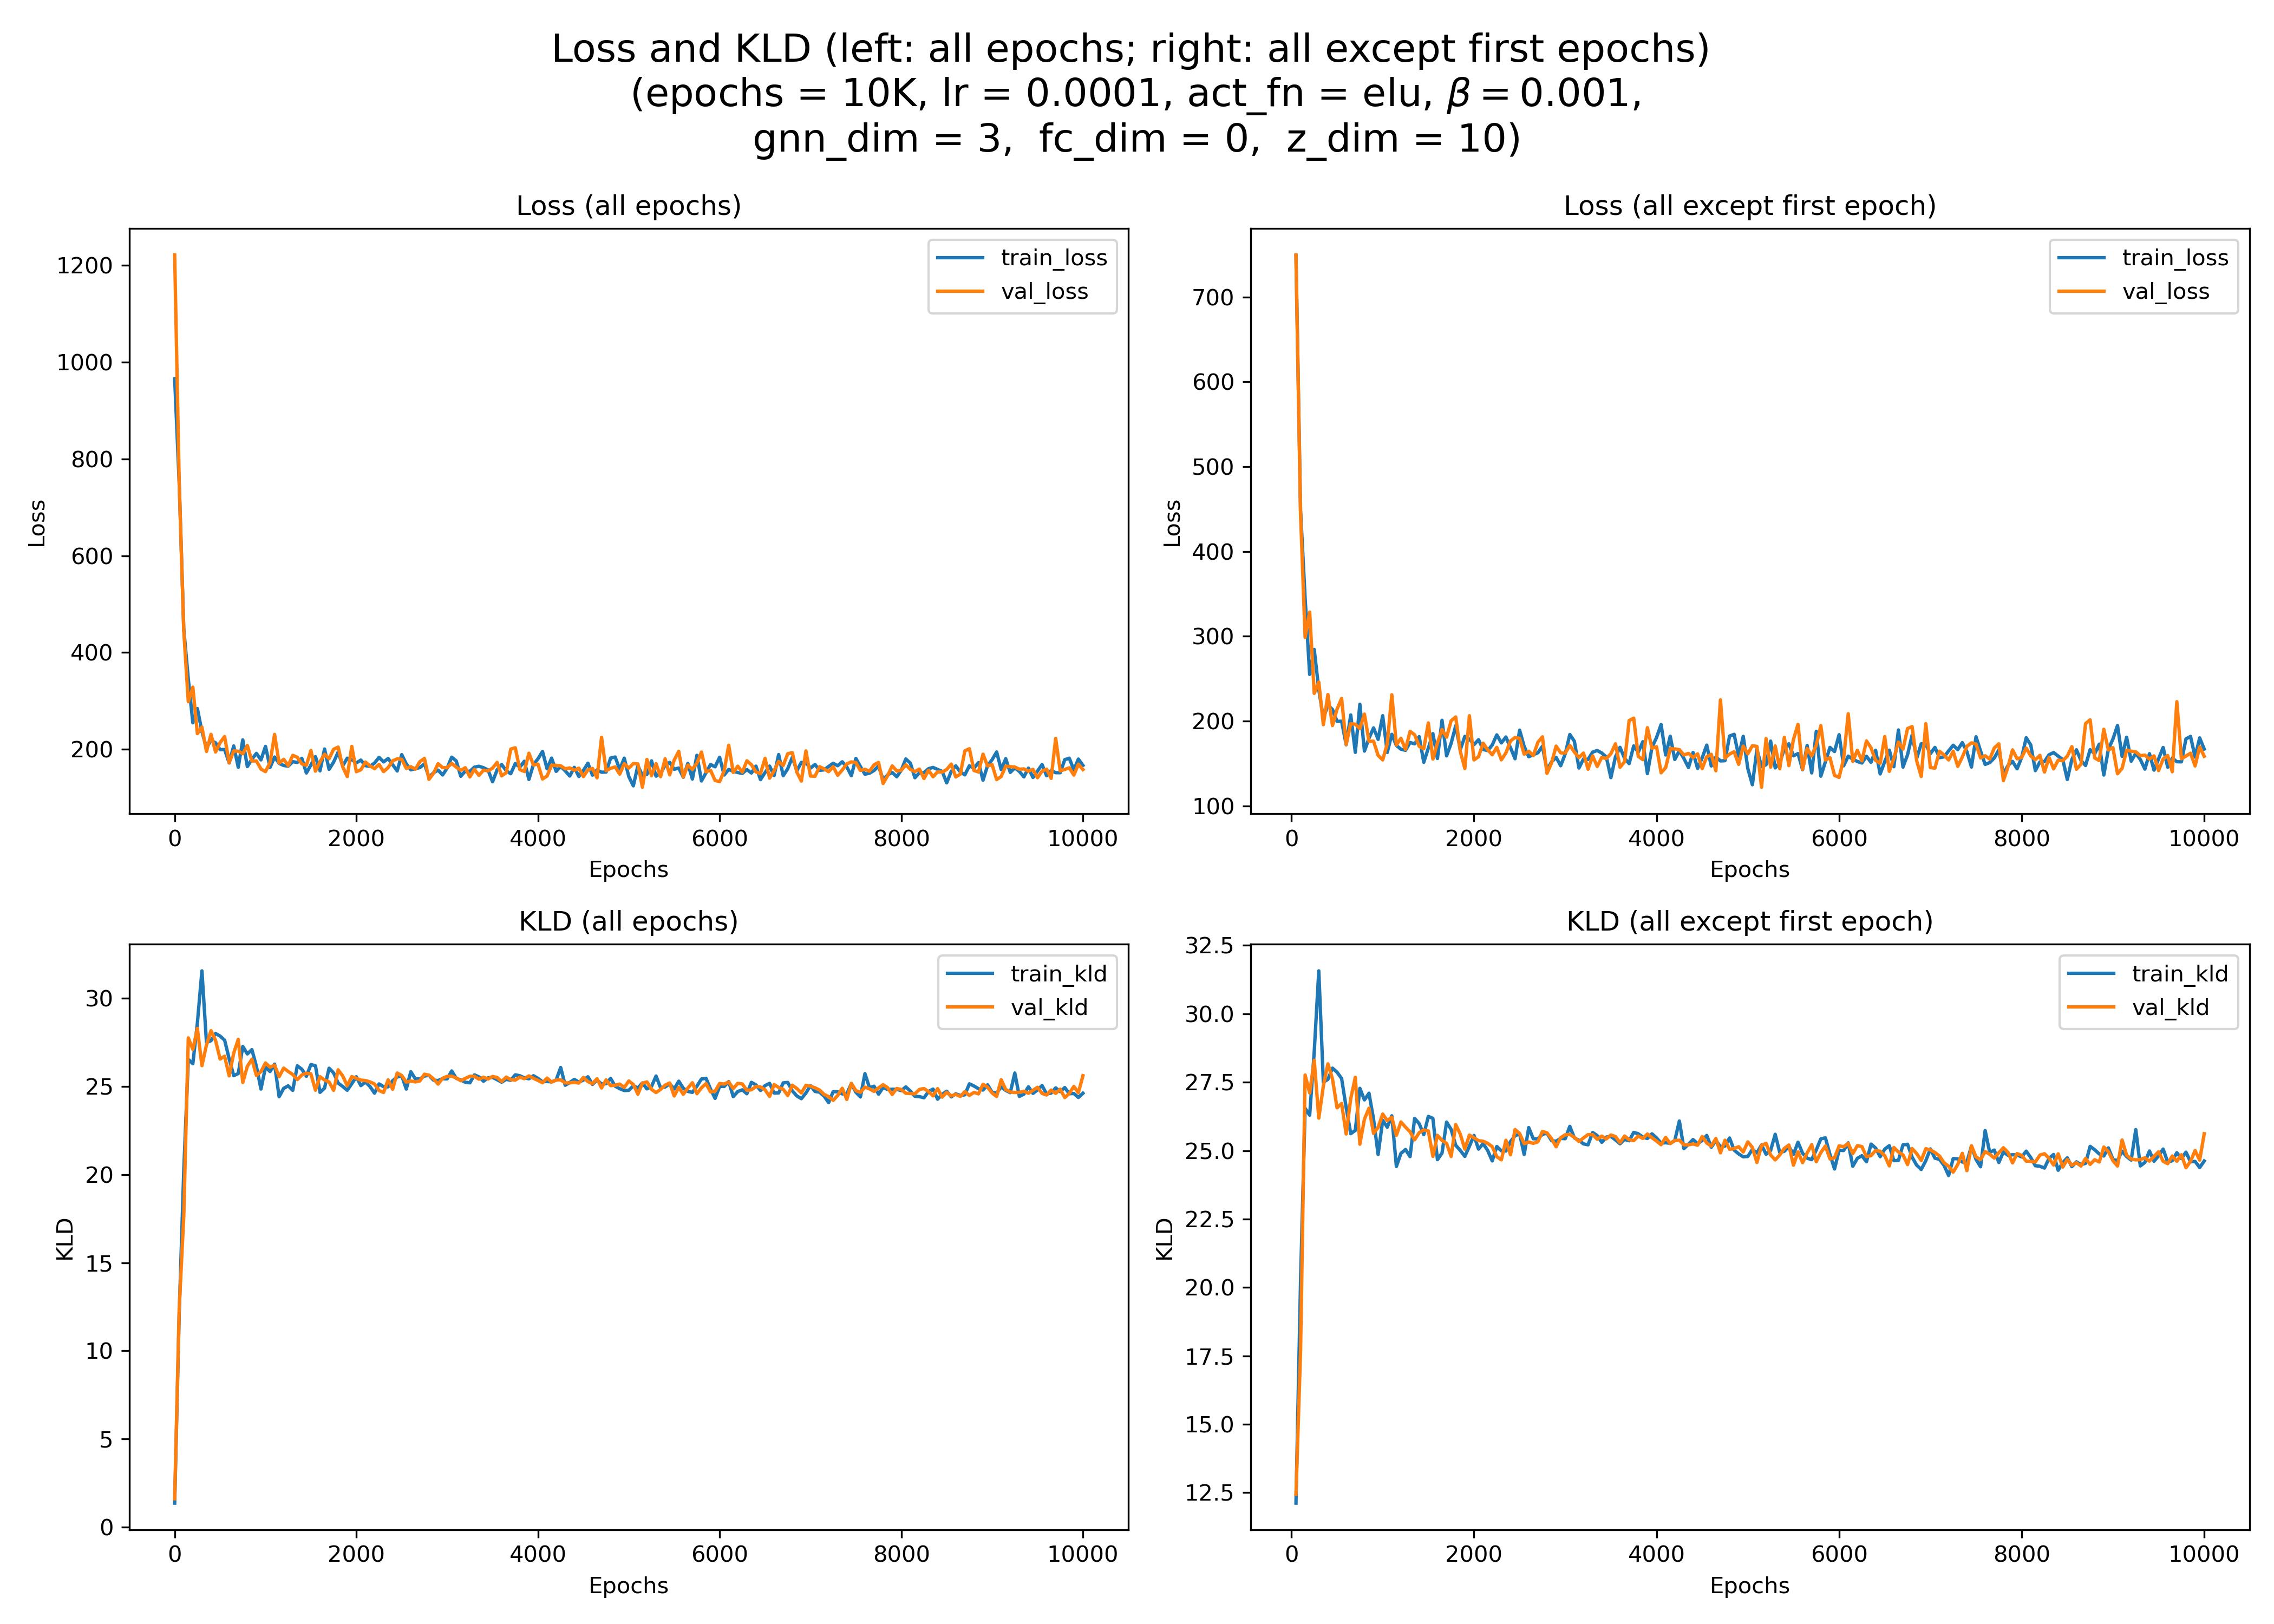 Loss and KLD (left: all epochs; right: all except first epochs)
(epochs = 10K, lr = 0.0001, act_fn = elu, β = 0.001,
gnn_dim = 3,  fc_dim = 0,  z_dim = 10)
Loss (all epochs)
train_loss
val_loss
1200
1000
800
600
400
200
Loss
0
2000
4000
6000
8000
10000
Epochs
Loss (all except first epoch)
train_loss
val_loss
700
600
500
400
300
200
100
Loss
0
2000
4000
6000
8000
10000
Epochs
KLD (all epochs)
train_kld
val_kld
30
25
20
15
10
5
0
KLD
0
2000
4000
6000
8000
10000
Epochs
KLD (all except first epoch)
train_kld
val_kld
32.5
30.0
27.5
25.0
22.5
20.0
17.5
15.0
12.5
KLD
0
2000
4000
6000
8000
10000
Epochs